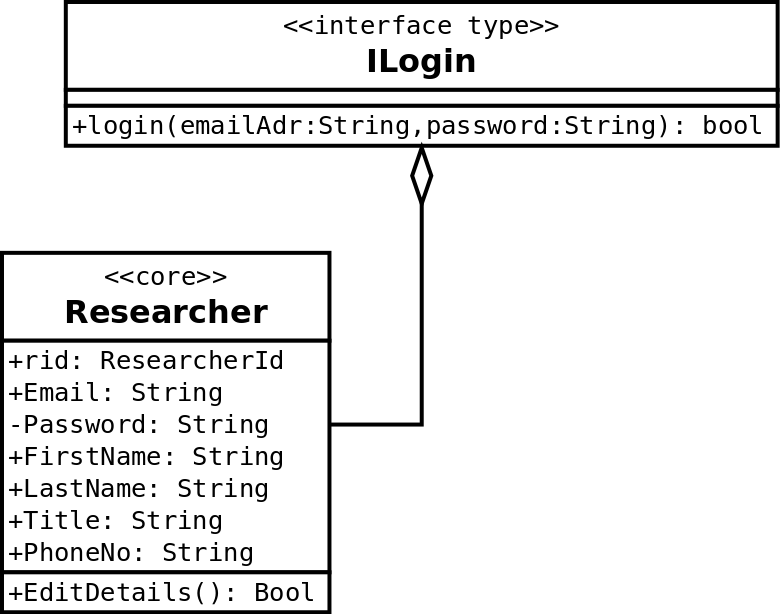 <<interface type>>
ILogin
+login(emailAdr:String,password:String): bool
<<core>>
Researcher
+rid: ResearcherId
+Email: String
-Password: String
+FirstName: String
+LastName: String
+Title: String
+PhoneNo: String
+EditDetails(): Bool